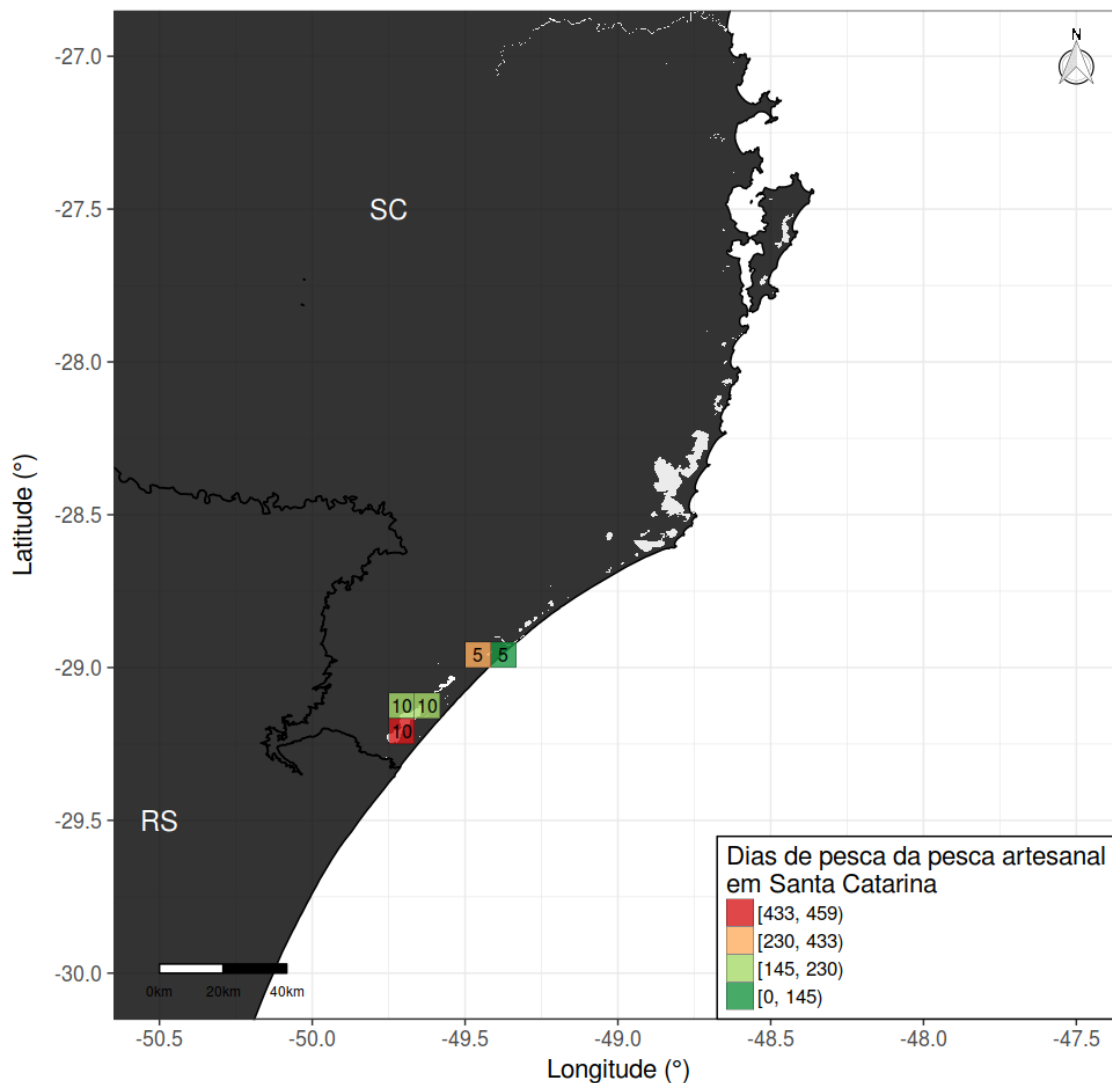 N
-27.0
-27.5
-28.0
-28.5
-29.0
-29.5
-30.0
Latitude (°)
SC
RS
5 5
10 10
10
Dias de pesca da pesca artesanal
em Santa Catarina
[433, 459)
[230, 433)
[145, 230)
[0, 145)
0km 20km 40km
-50.5 -50.0 -49.5 -49.0 -48.5 -48.0 -47.5
Longitude (°)